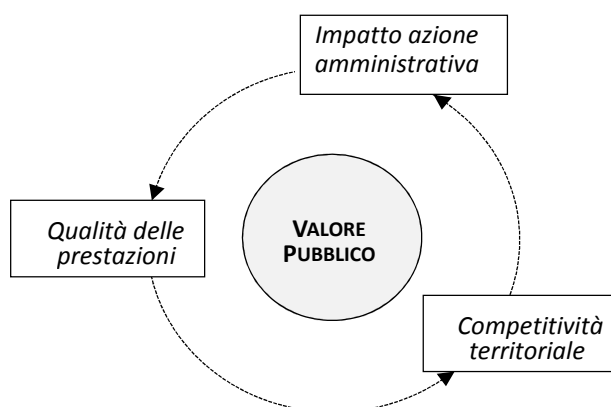 Impatto azione
amministrativa
Qualità delle
prestazioni
VALORE
PUBBLICO
Competitività
territoriale